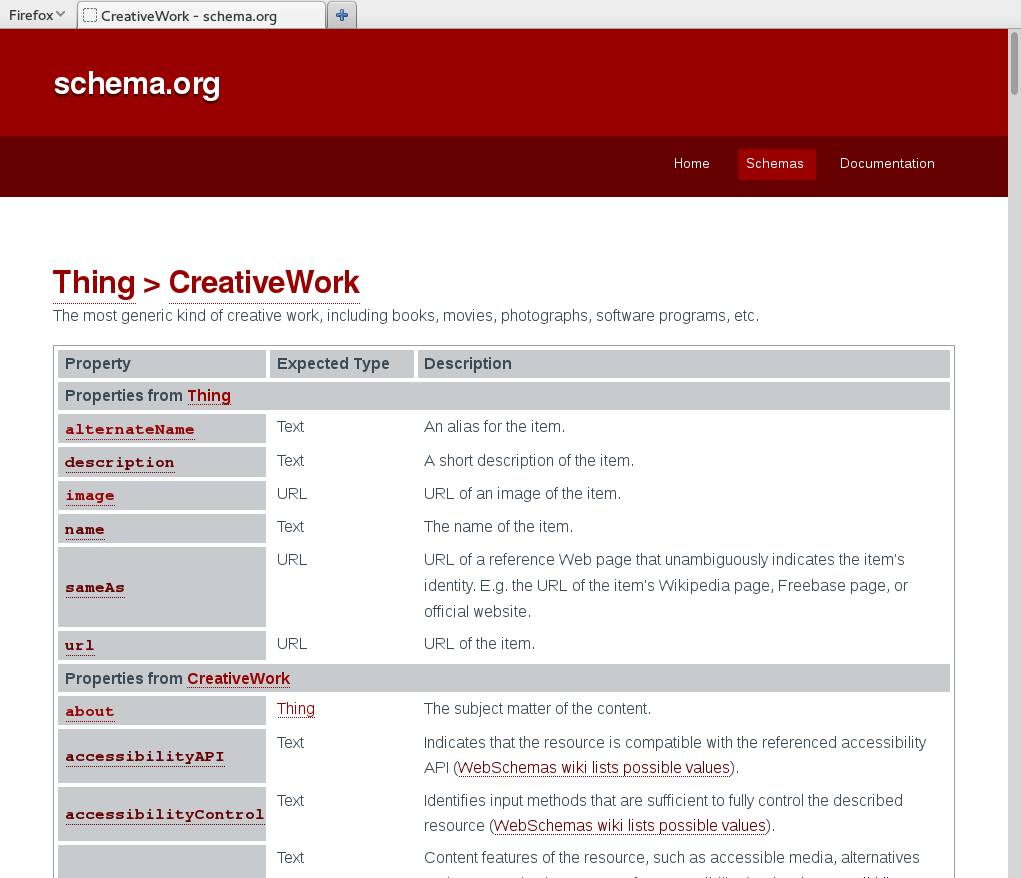 Firefox
CreativeWork - schema.org
schema.org
Home Schemas Documentation
Thing > CreativeWork
The most generic kind of creative work, including books, movies, photographs, software programs, etc.
Property Expected Type Description
Properties from Thing
alternateName Text An alias for the item.
description Text A short description of the item.
image URL URL of an image of the item.
name Text The name of the item.
sameAs URL URL of a reference Web page that unambiguously indicates the item's
identity. E.g. the URL of the item's Wikipedia page, Freebase page, or
official website.
url URL URL of the item.
Properties from CreativeWork
about Thing The subject matter of the content.
accessibilityAPI Text Indicates that the resource is compatible with the referenced accessibility
API (WebSchemas wiki lists possible values).
accessibilityControl Text Identifies input methods that are sufficient to fully control the described
resource (WebSchemas wiki lists possible values).
Text Content features of the resource, such as accessible media, alternatives